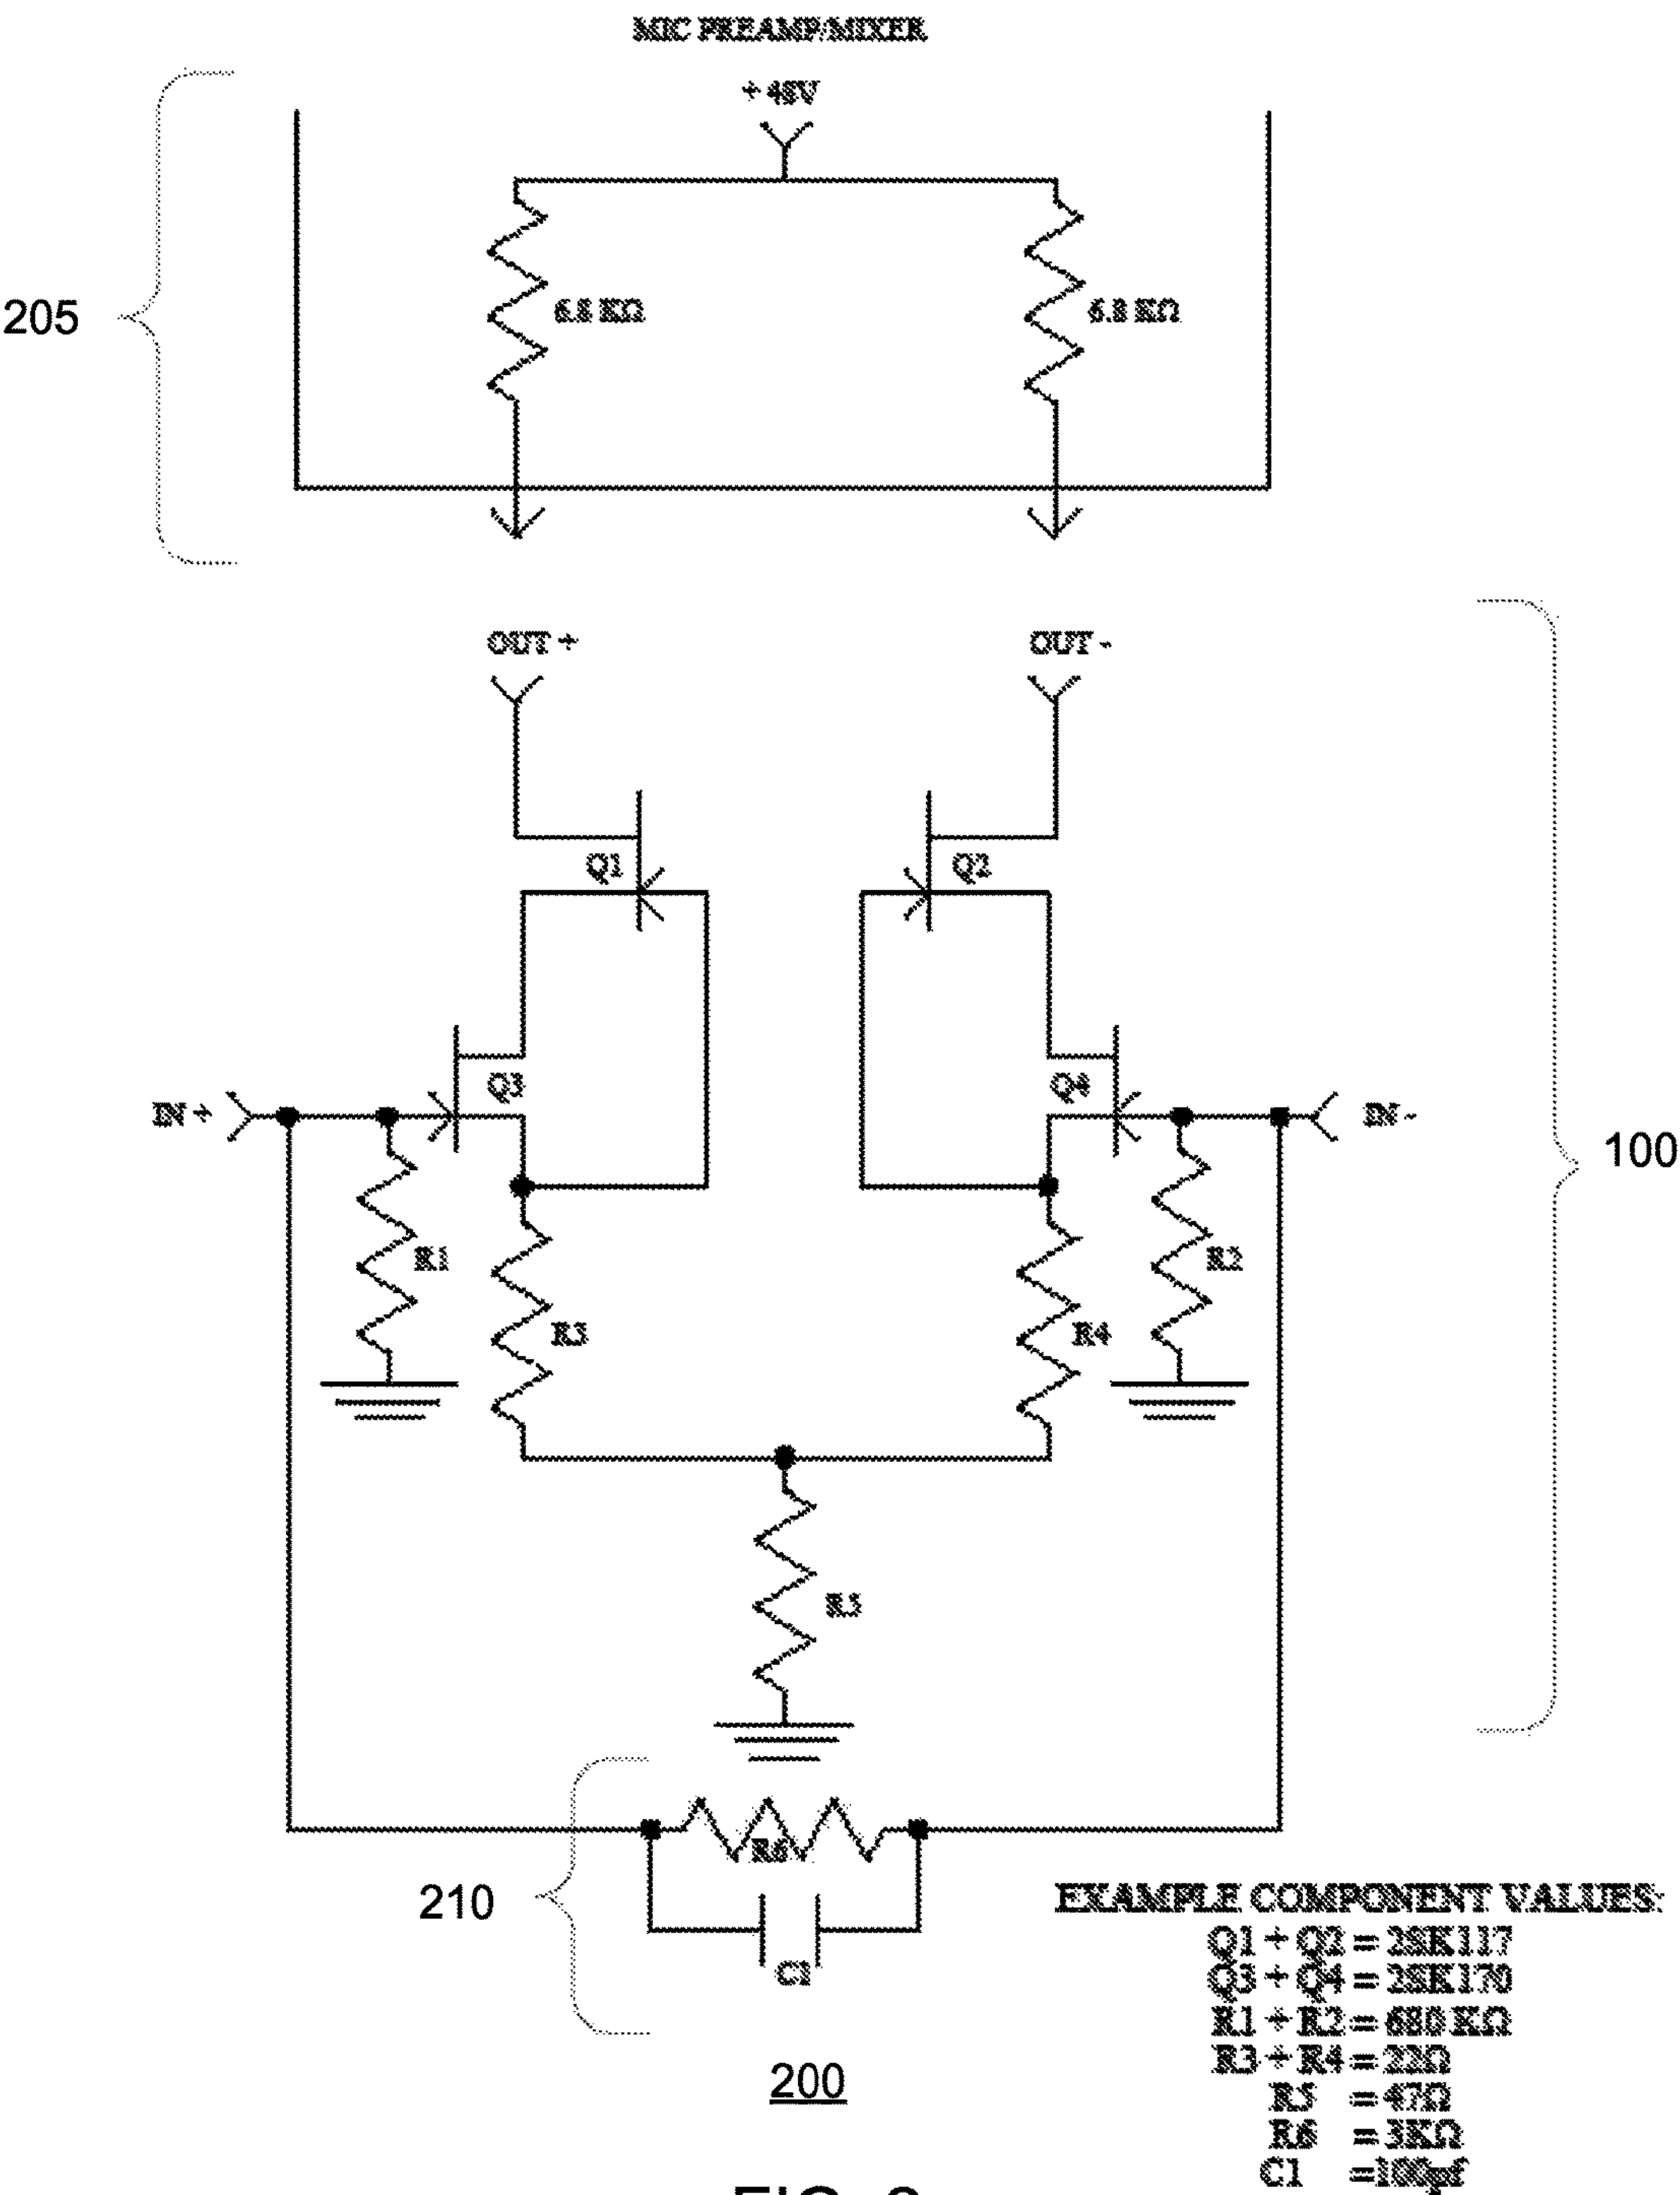 MIC PREAMP/MIXER
+ 48V
205
6.8 KΩ
6.8 KΩ
OUT +
OUT -
Q1
Q2
Q3
Q4
IN +
IN -
100
R1
R2
R3
R4
R5
R6
210
C1
EXAMPLE COMPONENT VALUES:
Q1 + Q2 = 2SK117
Q3 + Q4 = 2SK170
R1 + R2 = 680 KΩ
R3 + R4 = 22Ω
R5 = 47Ω
R6 = 3KΩ
C1 =100pf
200